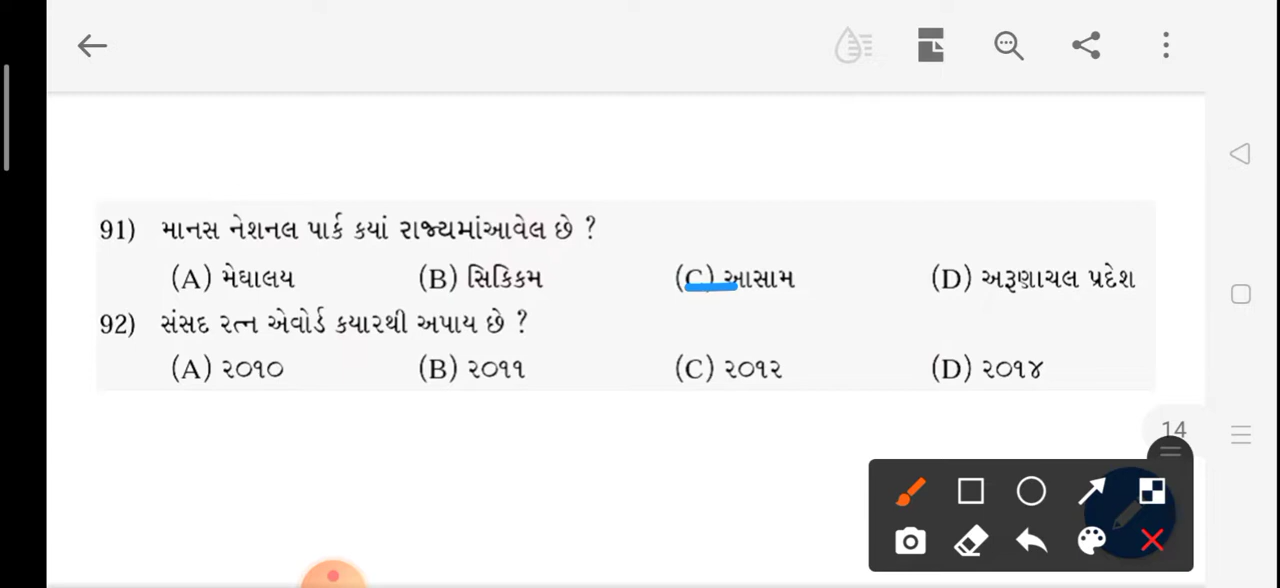 91) માનસ નેશનલ પાર્ક કયાં રાજ્યમાંઆવેલ છે ?
(A) મેઘાલય (B) સિકિકમ (C) આસામ (D) અરૂણાચલ પ્રદેશ
92) સંસદ રત્ન એવોર્ડ કયારથી અપાય છે ?
(A) ૨૦૧૦ (B) ૨૦૧૧ (C) ૨૦૧૨ (D) ૨૦૧૪
14